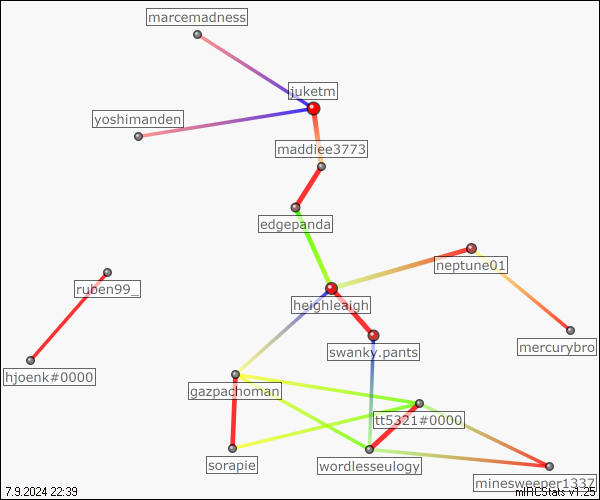 marcemadness
juketm
yoshimanden
maddiee3773
edgepanda
neptune01
ruben99_
heighleaigh
mercurybro
swanky.pants
hjoenk#0000
gazpachoman
tt5321#0000
sorapie
wordlesseulogy
minesweeper1337
7.9.2024 22:39
mIRCStats v1.25